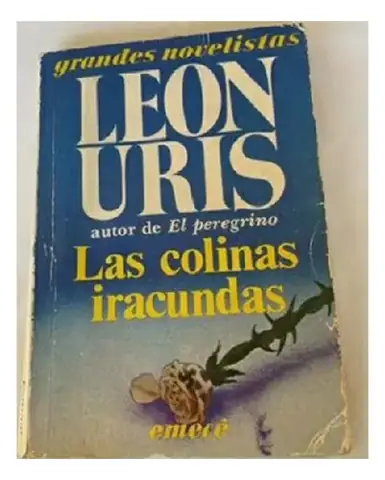 grandes novelistas
LEON
URIS
autor de El peregrino
Las colinas
iracundas
emecé